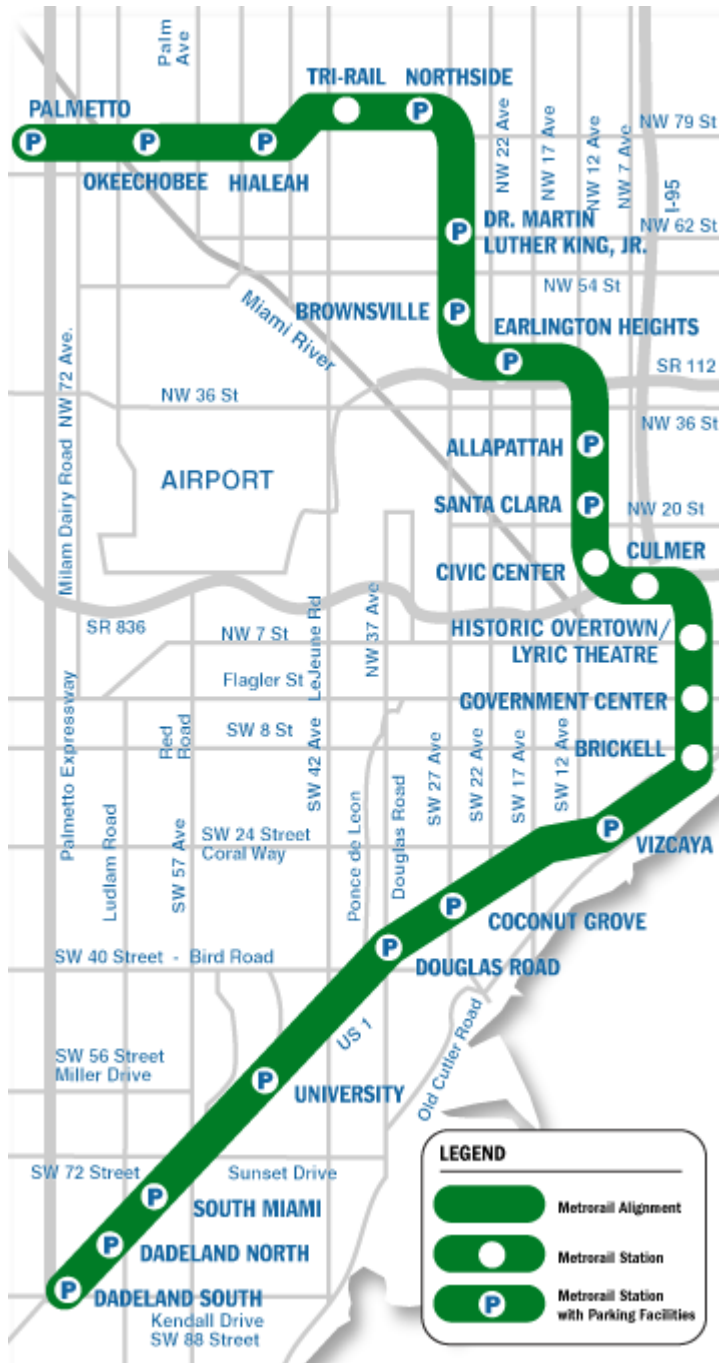 Palm
Ave
TRI-RAIL
NORTHSIDE
PALMETTO
P
P
P
P
OKEECHOBEE
HIALEAH
NW 22 Ave
NW 17 Ave
NW 12 Ave
NW 7 Ave
I-95
NW 79 St
P
DR. MARTIN
LUTHER KING, JR.
NW 62 St
NW 54 St
Miami River
BROWNSVILLE
P
EARLINGTON HEIGHTS
P
SR 112
NW 72 Ave.
NW 36 St
NW 36 St
ALLAPATTAH
P
AIRPORT
SANTA CLARA
P
NW 20 St
Milam Dairy Road
CIVIC CENTER
CULMER
SR 836
NW 7 St
LeJeune Rd
NW 37 Ave
HISTORIC OVERTOWN/
LYRIC THEATRE
Flagler St
GOVERNMENT CENTER
Palmetto Expressway
Red
Road
SW 8 St
SW 42 Ave
BRICKELL
SW 27 Ave
SW 22 Ave
SW 17 Ave
SW 12 Ave
Ludlam Road
SW 57 Ave
SW 24 Street
Coral Way
Ponce de Leon
Douglas Road
P
VIZCAYA
P
COCONUT GROVE
P
DOUGLAS ROAD
SW 40 Street - Bird Road
US 1
Old Cutler Road
SW 56 Street
Miller Drive
P
UNIVERSITY
SW 72 Street
Sunset Drive
P
SOUTH MIAMI
P
DADELAND NORTH
P
DADELAND SOUTH
Kendall Drive
SW 88 Street
LEGEND
Metrorail Alignment
Metrorail Station
P
Metrorail Station
with Parking Facilities